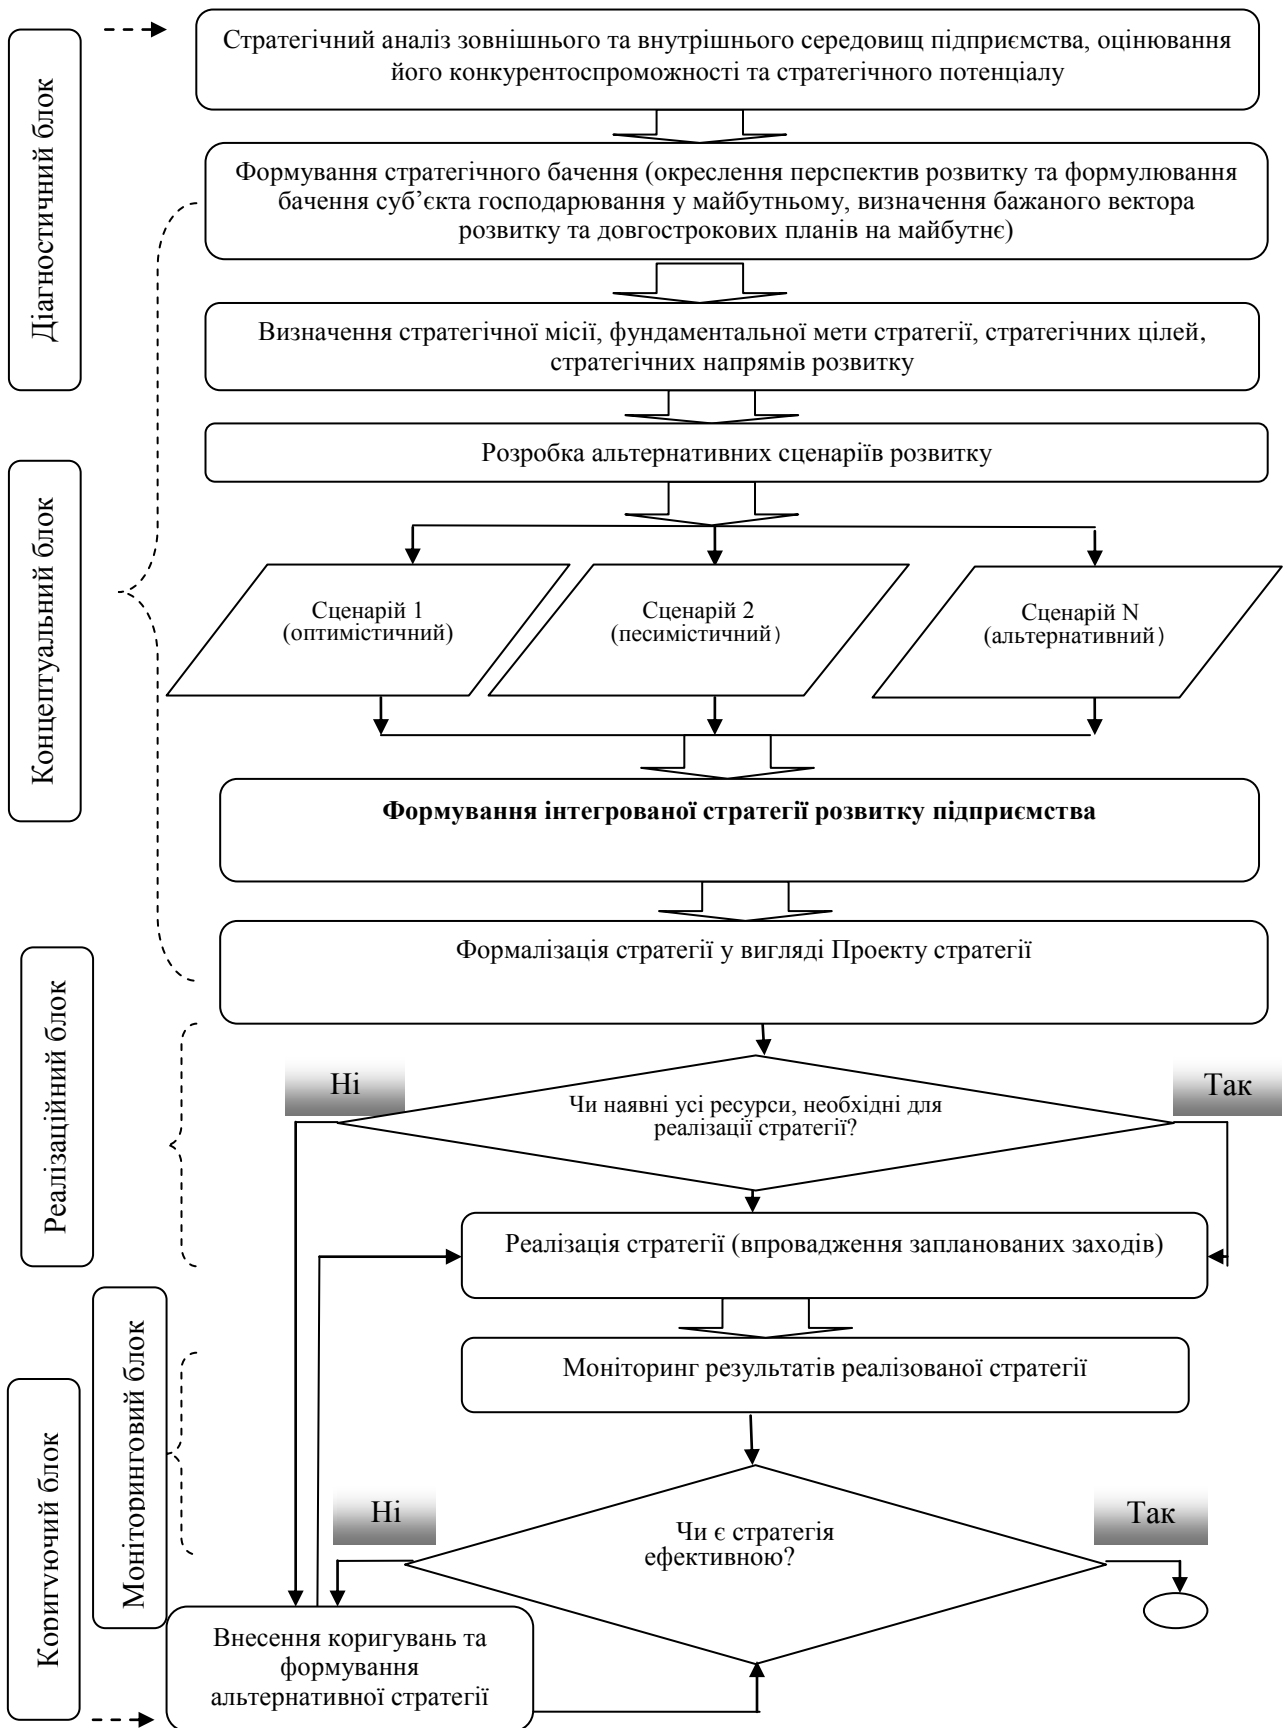 Діагностичний блок
Стратегічний аналіз зовнішнього та внутрішнього середовищ підприємства, оцінювання
його конкурентоспроможності та стратегічного потенціалу
Формування стратегічного бачення (окреслення перспектив розвитку та формулювання
бачення суб’єкта господарювання у майбутньому, визначення бажаного вектора
розвитку та довгострокових планів на майбутнє)
Визначення стратегічної місії, фундаментальної мети стратегії, стратегічних цілей,
стратегічних напрямів розвитку
Концептуальний блок
Розробка альтернативних сценаріїв розвитку
Сценарій 1
(оптимістичний)
Сценарій 2
(песимістичний)
Сценарій N
(альтернативний)
Формування інтегрованої стратегії розвитку підприємства
Формалізація стратегії у вигляді Проекту стратегії
Реалізаційний блок
Ні
Чи наявні усі ресурси, необхідні для
реалізації стратегії?
Так
Реалізація стратегії (впровадження запланованих заходів)
Моніторинговий блок
Моніторинг результатів реалізованої стратегії
Коригуючий блок
Ні
Чи є стратегія
ефективною?
Так
Внесення коригувань та
формування
альтернативної стратегії